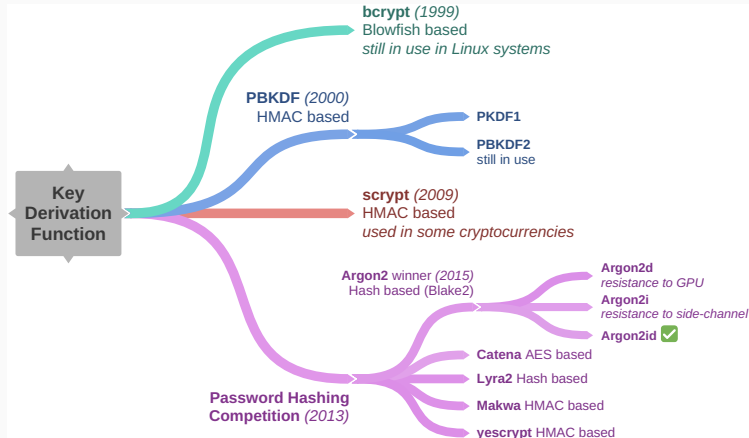 Key
Derivation
Function
bcrypt (1999)
Blowfish based
still in use in Linux systems
PBKDF (2000)
HMAC based
PKDF1
PBKDF2
still in use
scrypt (2009)
HMAC based
used in some cryptocurrencies
Password Hashing
Competition (2013)
Argon2 winner (2015)
Hash based (Blake2)
Argon2d
resistance to GPU
Argon2i
resistance to side-channel
Argon2id ✅
Catena AES based
Lyra2 Hash based
Makwa HMAC based
yescrypt HMAC based